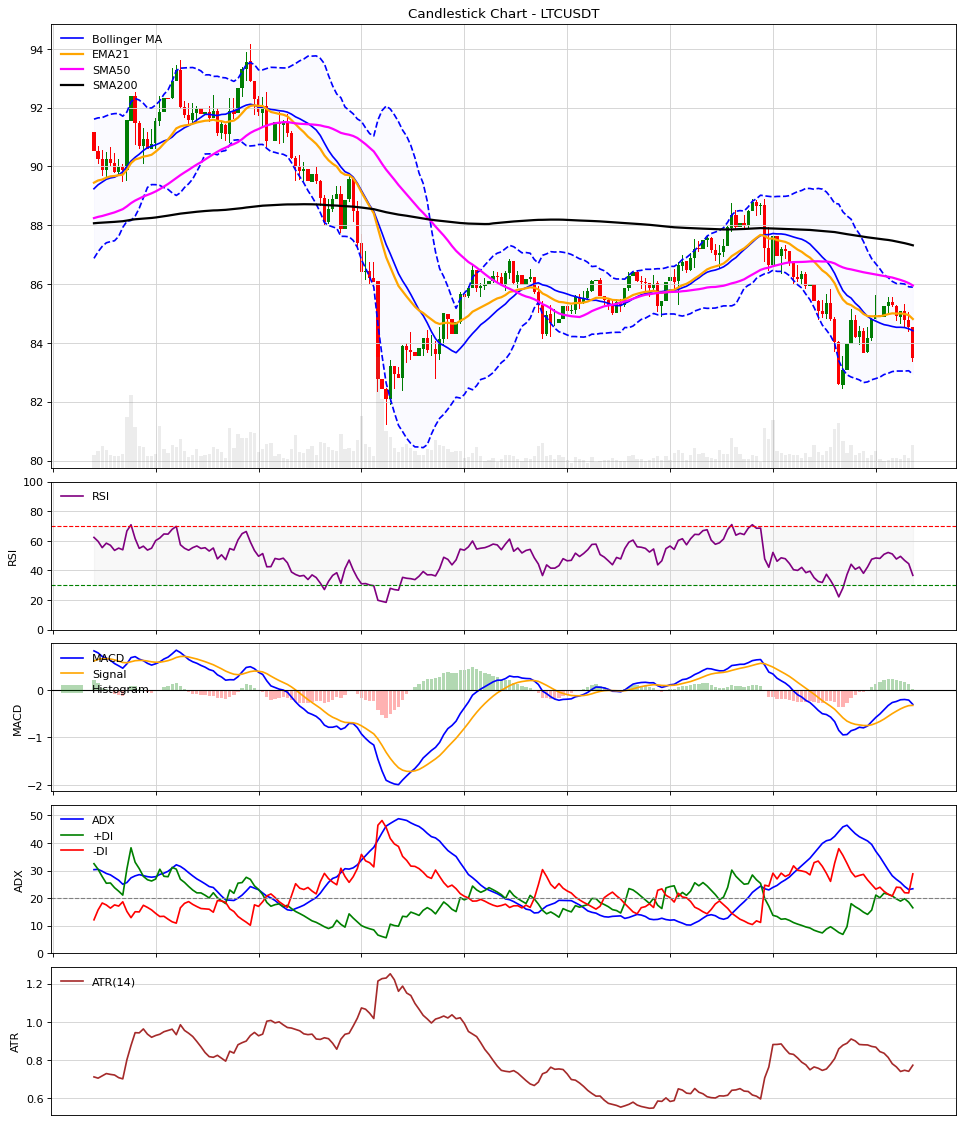 Candlestick Chart - LTCUSDT
Bollinger MA
EMA21
SMA50
SMA200
94
92
90
88
86
84
82
80
RSI
RSI
100
80
60
40
20
0
MACD
Signal
Histogram
MACD
0
−1
−2
ADX
+DI
-DI
ADX
50
40
30
20
10
0
ATR(14)
ATR
1.2
1.0
0.8
0.6